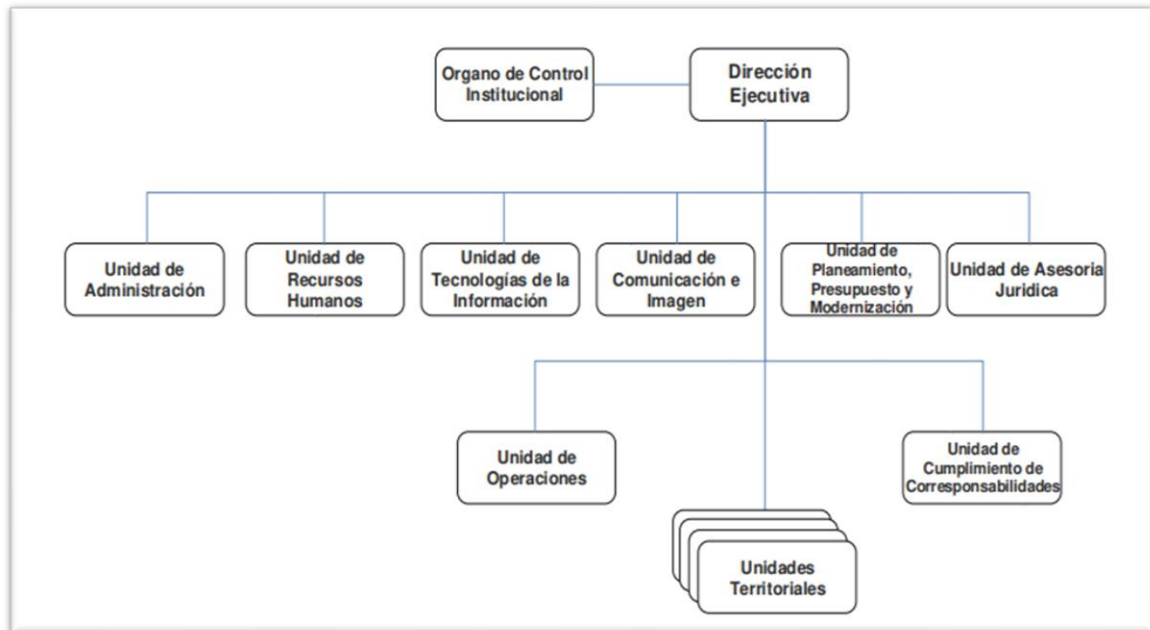 Organo de Control
Institucional
Dirección
Ejecutiva
Unidad de
Administración
Unidad de
Recursos
Humanos
Unidad de
Tecnologías de la
Información
Unidad de
Comunicación e
Imagen
Unidad de
Planeamiento,
Presupuesto y
Modernización
Unidad de Asesoria
Juridica
Unidad de
Operaciones
Unidad de
Cumplimiento de
Corresponsabilidades
Unidades
Territoriales